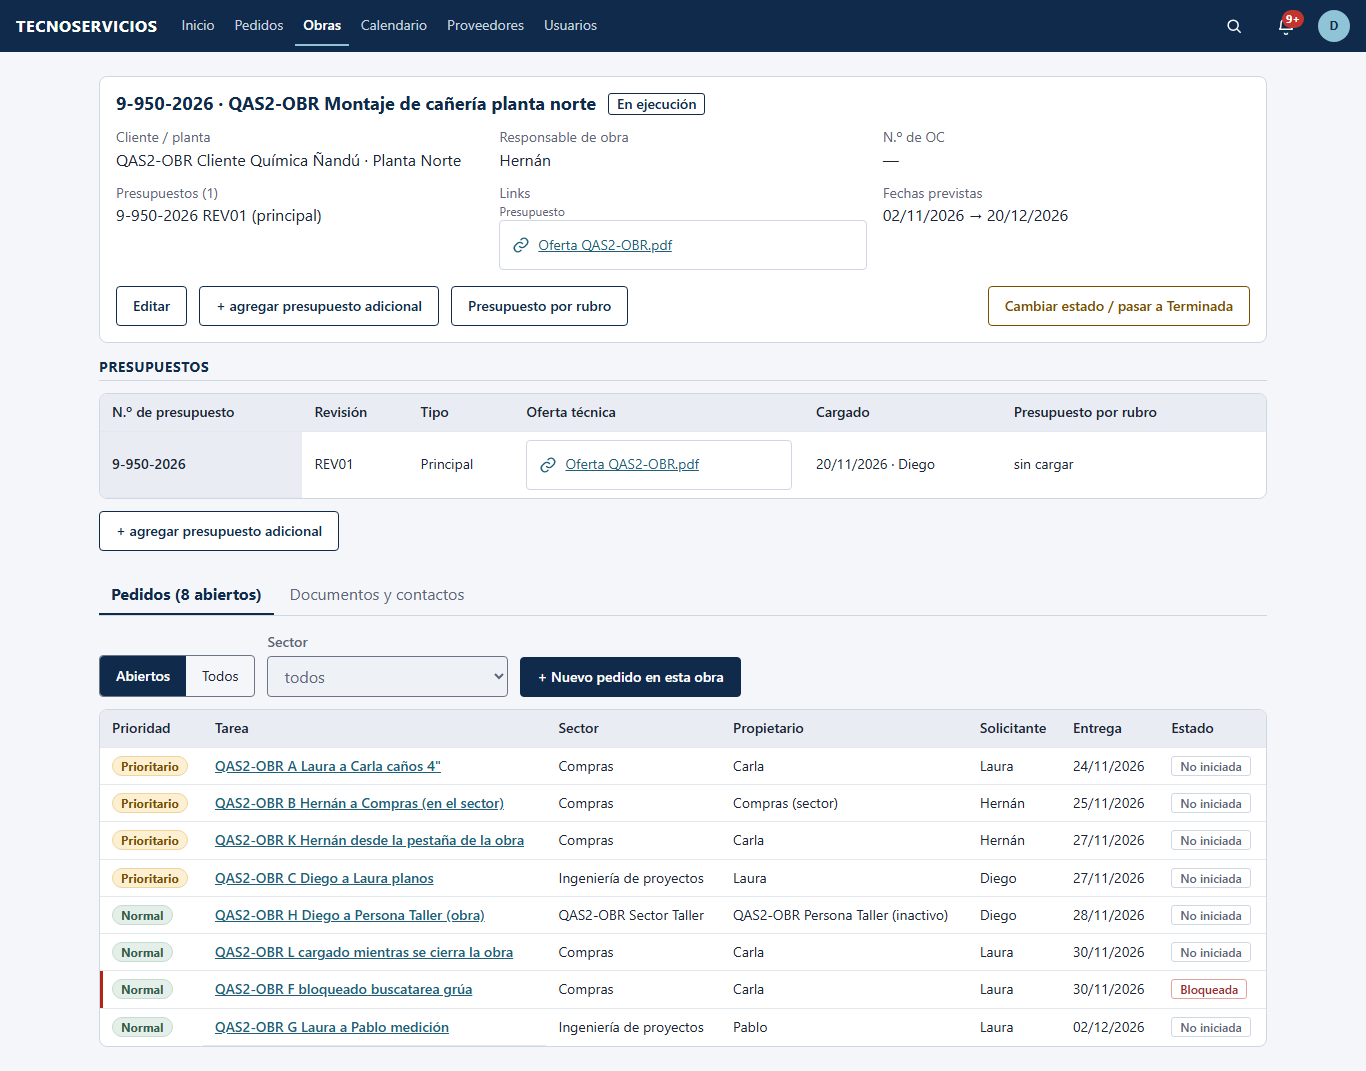 TECNOSERVICIOS Inicio Pedidos Obras Calendario Proveedores Usuarios 9+ D
9-950-2026 · QAS2-OBR Montaje de cañería planta norte En ejecución
Cliente / planta Responsable de obra N.º de OC
QAS2-OBR Cliente Química Ñandú · Planta Norte Hernán —
Presupuestos (1) Links Fechas previstas
9-950-2026 REV01 (principal) Presupuesto 02/11/2026 → 20/12/2026
Oferta QAS2-OBR.pdf
Editar + agregar presupuesto adicional Presupuesto por rubro Cambiar estado / pasar a Terminada
PRESUPUESTOS
N.º de presupuesto Revisión Tipo Oferta técnica Cargado Presupuesto por rubro
9-950-2026 REV01 Principal Oferta QAS2-OBR.pdf 20/11/2026 · Diego sin cargar
+ agregar presupuesto adicional
Pedidos (8 abiertos) Documentos y contactos
Sector
Abiertos Todos todos + Nuevo pedido en esta obra
Prioridad Tarea Sector Propietario Solicitante Entrega Estado
Prioritario QAS2-OBR A Laura a Carla caños 4" Compras Carla Laura 24/11/2026 No iniciada
Prioritario QAS2-OBR B Hernán a Compras (en el sector) Compras Compras (sector) Hernán 25/11/2026 No iniciada
Prioritario QAS2-OBR K Hernán desde la pestaña de la obra Compras Carla Hernán 27/11/2026 No iniciada
Prioritario QAS2-OBR C Diego a Laura planos Ingeniería de proyectos Laura Diego 27/11/2026 No iniciada
Normal QAS2-OBR H Diego a Persona Taller (obra) QAS2-OBR Sector Taller QAS2-OBR Persona Taller (inactivo) Diego 28/11/2026 No iniciada
Normal QAS2-OBR L cargado mientras se cierra la obra Compras Carla Laura 30/11/2026 No iniciada
Normal QAS2-OBR F bloqueado buscatarea grúa Compras Carla Laura 30/11/2026 Bloqueada
Normal QAS2-OBR G Laura a Pablo medición Ingeniería de proyectos Pablo Laura 02/12/2026 No iniciada